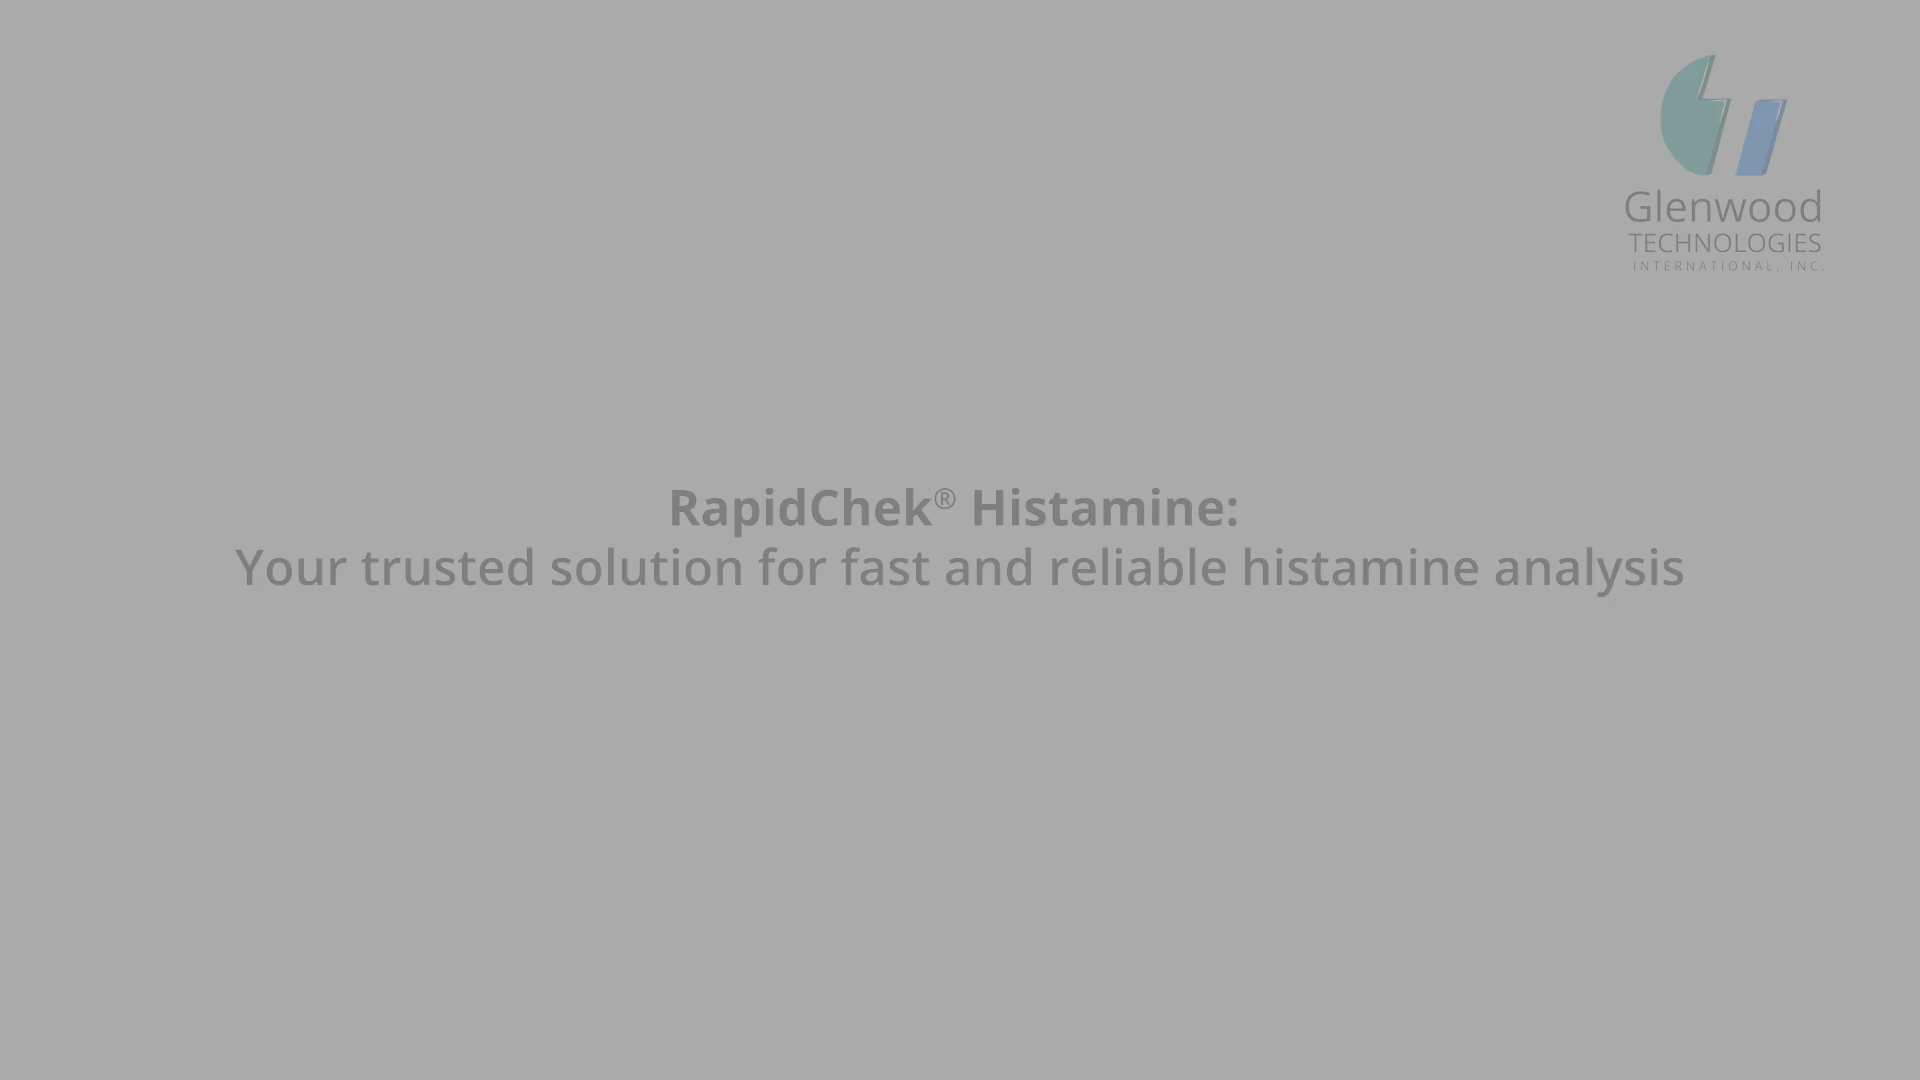 Glenwood
TECHNOLOGIES
INTERNATIONAL, INC.
RapidChek® Histamine:
Your trusted solution for fast and reliable histamine analysis